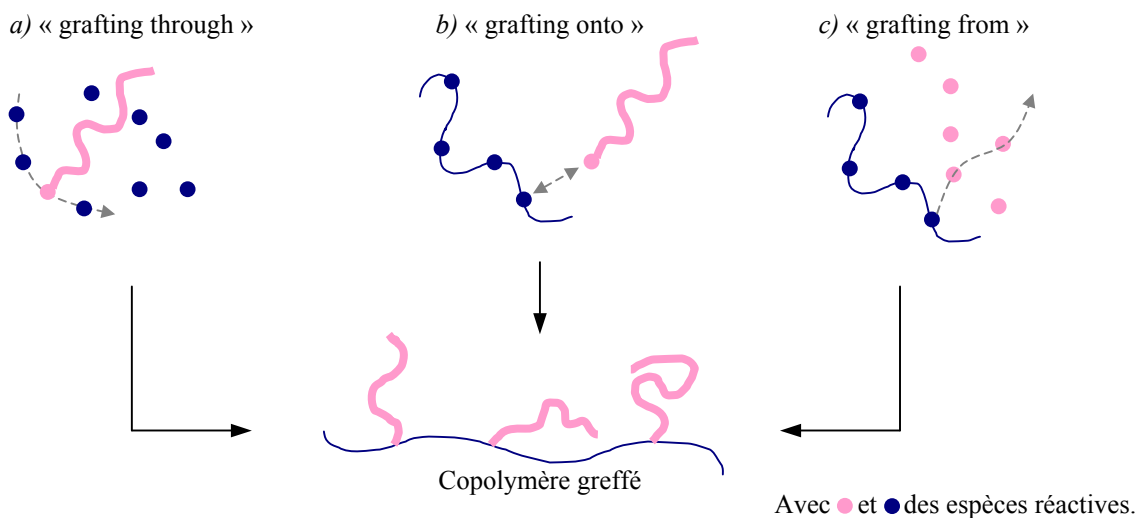 a) « grafting through »
b) « grafting onto »
c) « grafting from »
Copolymère greffé
Avec et des espèces réactives.